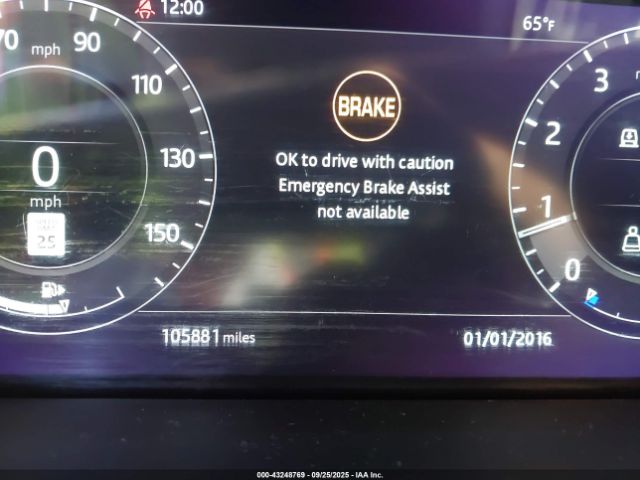 12:00
65°F
70 mph 90
110
130
150
0
mph
25
BRAKE
OK to drive with caution
Emergency Brake Assist
not available
3
2
1
0
105881 miles
01/01/2016
000-43248769 • 09/25/2025 • IAA Inc.